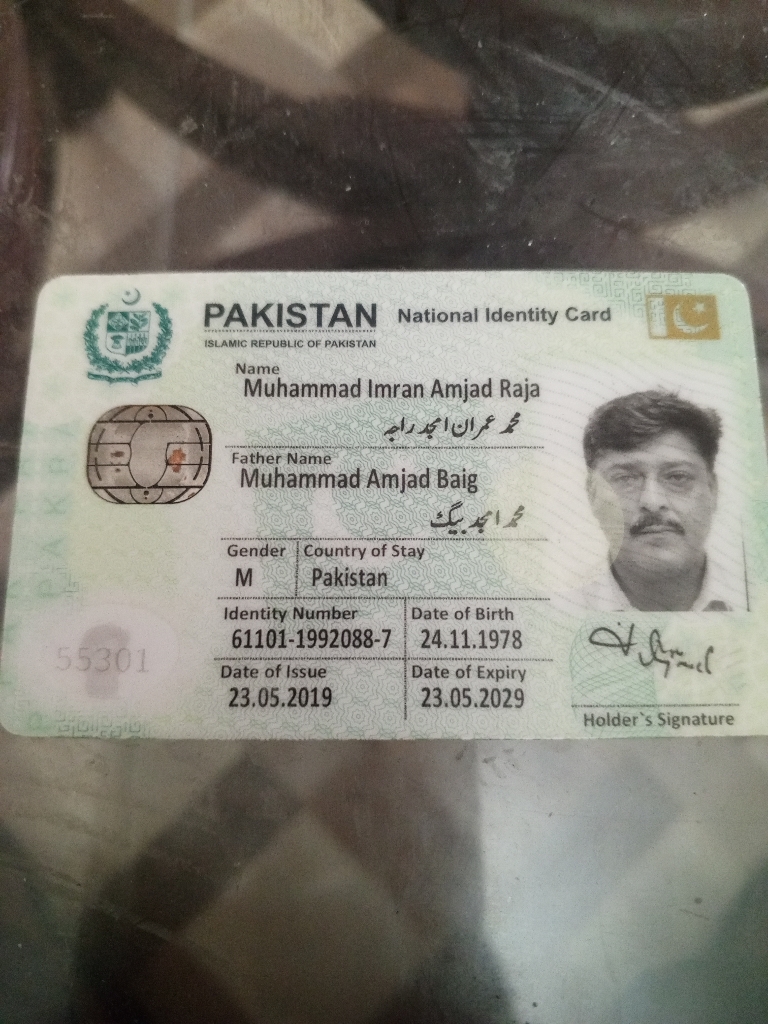 PAKISTAN National Identity Card
ISLAMIC REPUBLIC OF PAKISTAN
Name
Muhammad Imran Amjad Raja
محمد عمران امجد راجہ
Father Name
Muhammad Amjad Baig
محمد امجد بیگ
Gender Country of Stay
M Pakistan
Identity Number Date of Birth
61101-1992088-7 24.11.1978
Date of Issue Date of Expiry
23.05.2019 23.05.2029
55301
Holder`s Signature